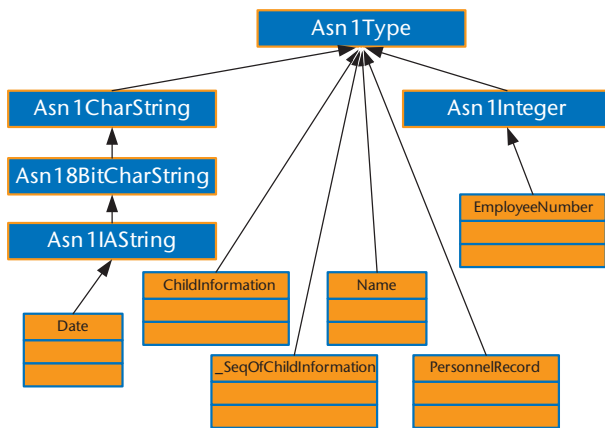 Asn1Type
Asn1CharString
Asn1Integer
Asn18BitCharString
EmployeeNumber
Asn1IAString
ChildInformation
Name
Date
_SeqOfChildInformation
PersonnelRecord